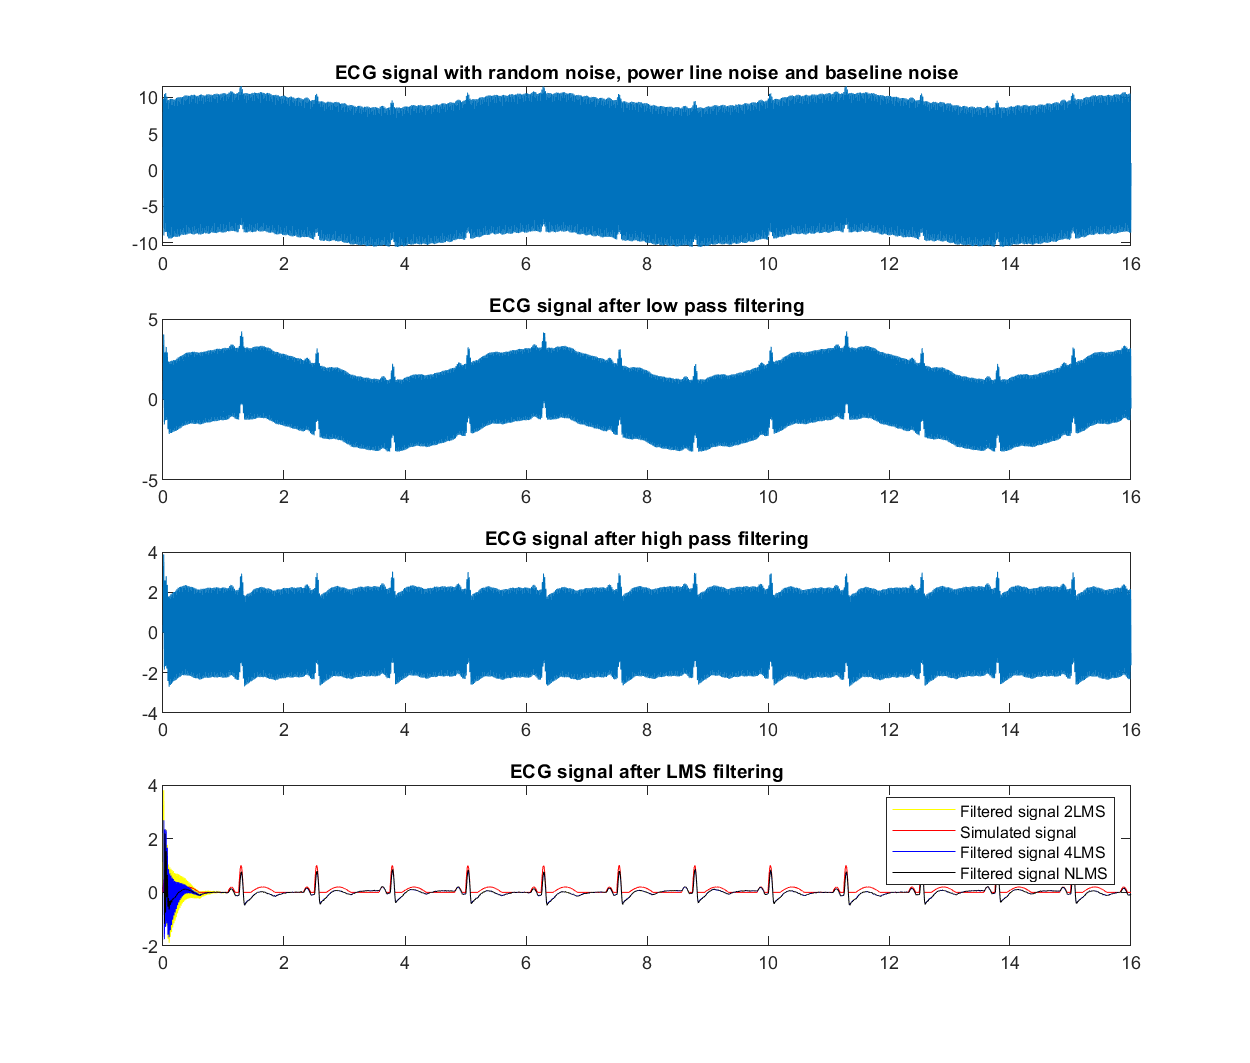 ECG signal with random noise, power line noise and baseline noise
10
5
0
-5
-10
0 2 4 6 8 10 12 14 16
ECG signal after low pass filtering
5
0
-5
0 2 4 6 8 10 12 14 16
ECG signal after high pass filtering
4
2
0
-2
-4
0 2 4 6 8 10 12 14 16
ECG signal after LMS filtering
4
2
0
-2
Filtered signal 2LMS
Simulated signal
Filtered signal 4LMS
Filtered signal NLMS
0 2 4 6 8 10 12 14 16